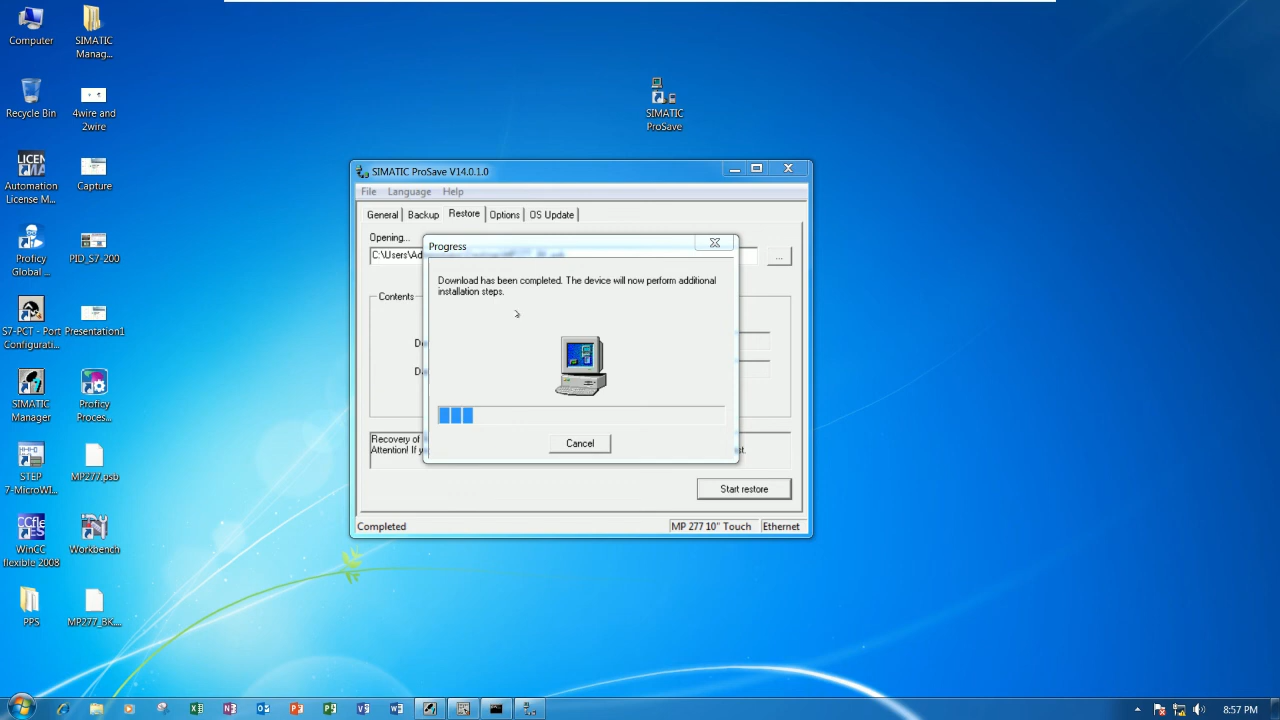 Computer
SIMATIC
Manag...
Recycle Bin
4wire and
2wire
SIMATIC
ProSave
LICEN
Automation
License M...
Capture
SIMATIC ProSave V14.0.1.0
File Language Help
General Backup Restore Options OS Update
Proficy
Global ...
PID_S7-200
Opening...
C:\Users\Ad
...
Progress
Download has been completed. The device will now perform additional
installation steps.
Contents
S7-PCT - Port
Configurati...
Presentation1
SIMATIC
Manager
Proficy
Proces...
Recovery of
Attention! If y
Cancel
STEP
7-MicroWI...
MP277.psb
Start restore
Completed
MP 277 10" Touch
Ethernet
WinCC
flexible 2008
Workbench
PPS
MP277_BK....
8:57 PM